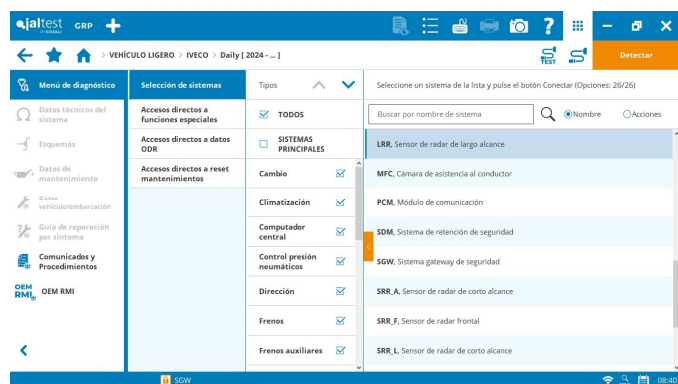 jaltest GRP
BY COJALI
TEST
> VEHÍCULO LIGERO > IVECO > Daily [ 2024 - ... ]
Detectar
Menú de diagnóstico
Datos técnicos del
sistema
Esquemas
Datos de
mantenimiento
Datos
vehículo/embarcación
Guía de reparación
por síntoma
Comunicados y
Procedimientos
OEM
RMI
OEM RMI
Selección de sistemas
Accesos directos a
funciones especiales
Accesos directos a datos
ODR
Accesos directos a reset
mantenimientos
Tipos
TODOS
SISTEMAS
PRINCIPALES
Cambio
Climatización
Computador
central
Control presión
neumáticos
Dirección
Frenos
Frenos auxiliares
Seleccione un sistema de la lista y pulse el botón Conectar (Opciones: 26/26)
Buscar por nombre de sistema
Nombre
Acciones
LRR, Sensor de radar de largo alcance
MFC, Cámara de asistencia al conductor
PCM, Módulo de comunicación
SDM, Sistema de retención de seguridad
SGW, Sistema gateway de seguridad
SRR_A, Sensor de radar de corto alcance
SRR_F, Sensor de radar frontal
SRR_L, Sensor de radar de corto alcance
SGW
08:40